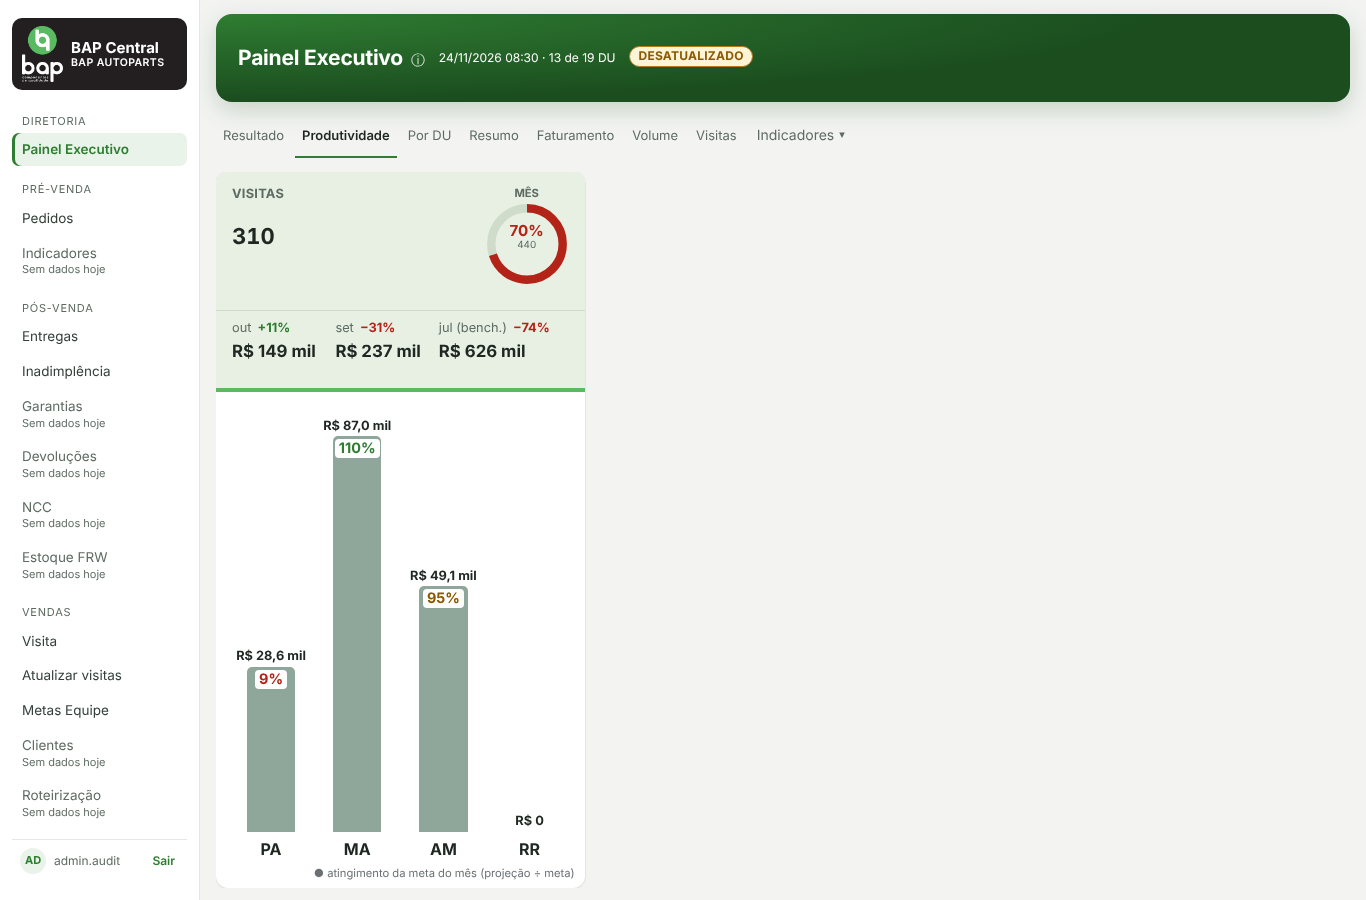 bap
BAP Central
BAP AUTOPARTS
DIRETORIA
Painel Executivo
PRÉ-VENDA
Pedidos
Indicadores
Sem dados hoje
PÓS-VENDA
Entregas
Inadimplência
Garantias
Sem dados hoje
Devoluções
Sem dados hoje
NCC
Sem dados hoje
Estoque FRW
Sem dados hoje
VENDAS
Visita
Atualizar visitas
Metas Equipe
Clientes
Sem dados hoje
Roteirização
Sem dados hoje
AD admin.audit Sair
Painel Executivo ⓘ 24/11/2026 08:30 · 13 de 19 DU DESATUALIZADO
Resultado Produtividade Por DU Resumo Faturamento Volume Visitas Indicadores ▾
VISITAS
310
MÊS
70%
440
out +11% set −31% jul (bench.) −74%
R$ 149 mil R$ 237 mil R$ 626 mil
R$ 87,0 mil
110%
R$ 49,1 mil
95%
R$ 28,6 mil
9%
R$ 0
PA MA AM RR
● atingimento da meta do mês (projeção ÷ meta)